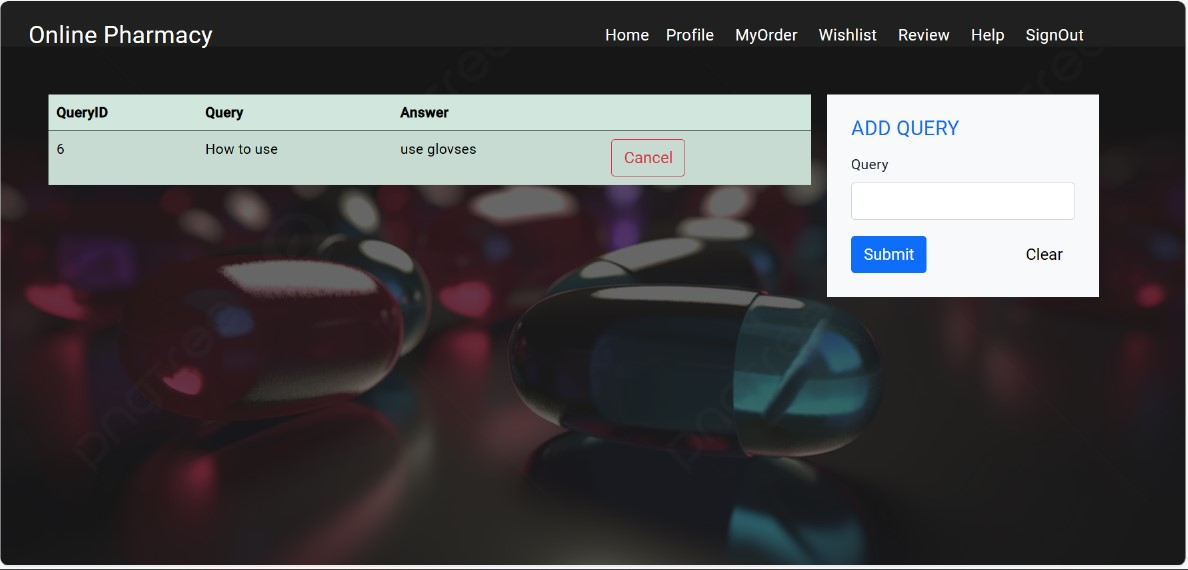 Online Pharmacy
Home Profile MyOrder Wishlist Review Help SignOut
QueryID Query Answer
6 How to use use glovses Cancel
ADD QUERY
Query
Submit Clear